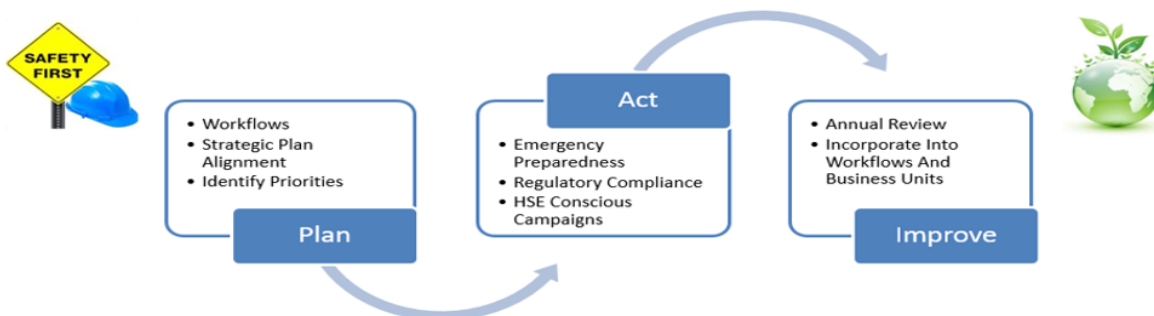 SAFETY
FIRST
• Workflows
• Strategic Plan
Alignment
• Identify Priorities
Plan
Act
• Emergency
Preparedness
• Regulatory Compliance
• HSE Conscious
Campaigns
• Annual Review
• Incorporate Into
Workflows And
Business Units
Improve